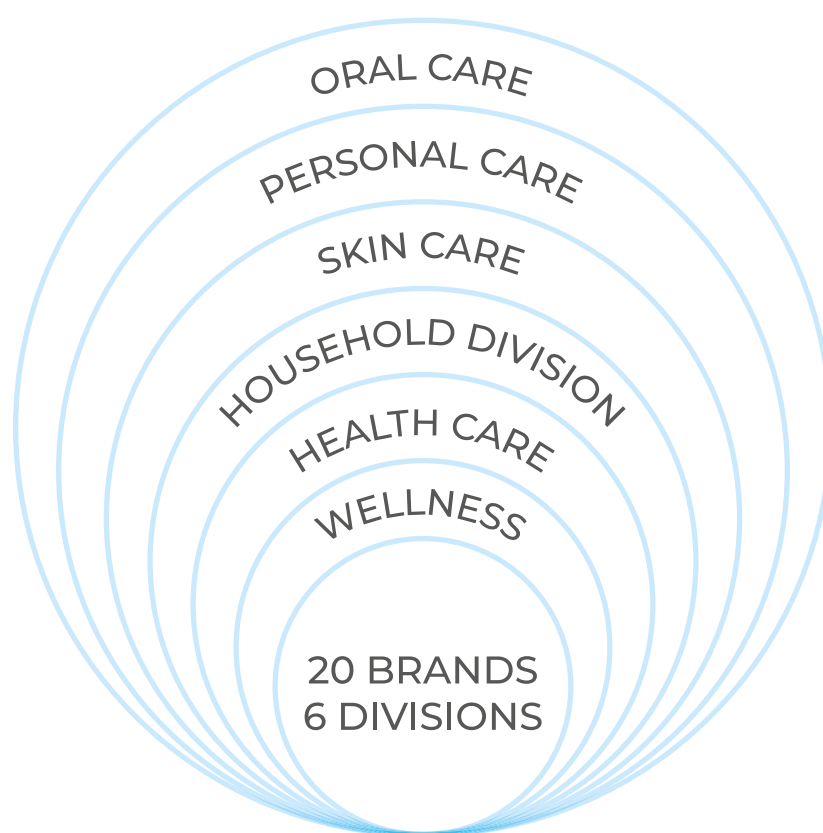 ORAL CARE
PERSONAL CARE
SKIN CARE
HOUSEHOLD DIVISION
HEALTH CARE
WELLNESS
20 BRANDS
6 DIVISIONS